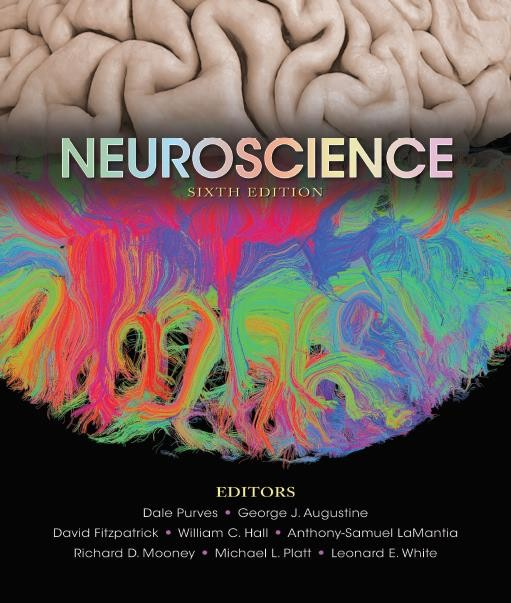 NEUROSCIENCE
SIXTH EDITION
EDITORS
Dale Purves • George J. Augustine
David Fitzpatrick • William C. Hall • Anthony-Samuel LaMantia
Richard D. Mooney • Michael L. Platt • Leonard E. White